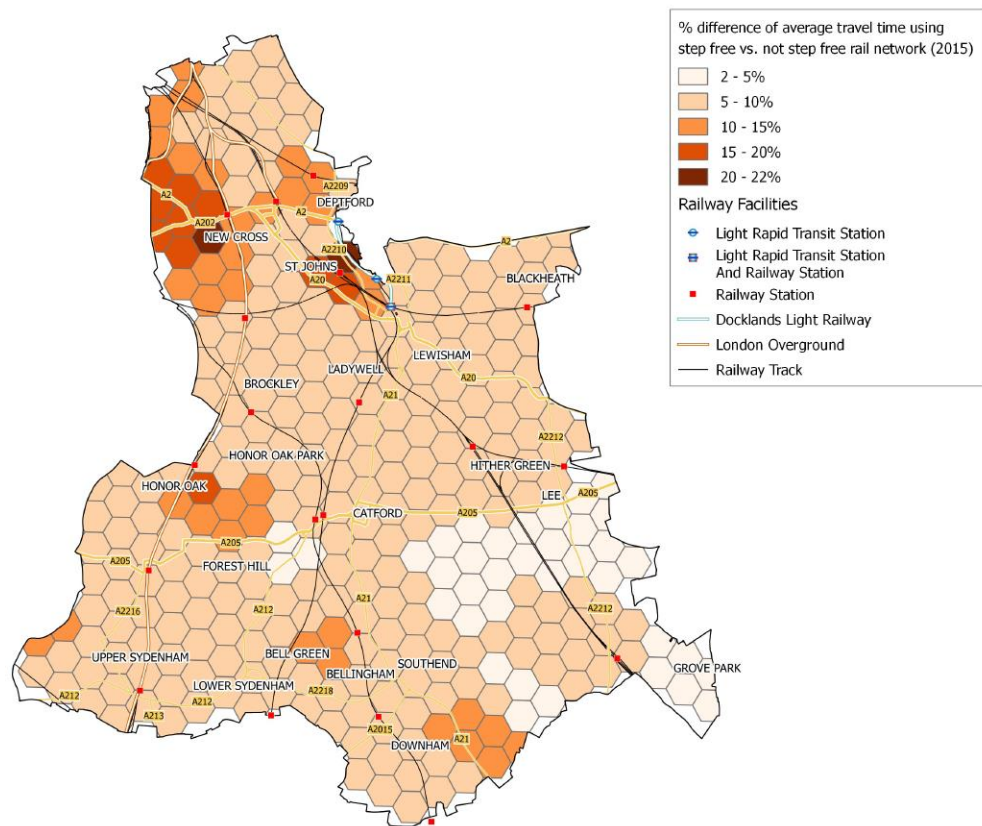 % difference of average travel time using
step free vs. not step free rail network (2015)
2 - 5%
5 - 10%
10 - 15%
15 - 20%
20 - 22%
Railway Facilities
Light Rapid Transit Station
Light Rapid Transit Station
And Railway Station
Railway Station
Docklands Light Railway
London Overground
Railway Track
A2209
A2
DEPTFORD
A2
A202
NEW CROSS
A2210
A2
ST JOHNS
A20
A2211
BLACKHEATH
LEWISHAM
LADYWELL
A20
BROCKLEY
A21
A2212
HONOR OAK PARK
HITHER GREEN
HONOR OAK
LEE
A205
CATFORD
A205
A205
A205
FOREST HILL
A2216
A212
A21
A2212
BELL GREEN
UPPER SYDENHAM
SOUTHEND
GROVE PARK
BELLINGHAM
LOWER SYDENHAM
A2218
A212
A212
A213
A2015
DOWNHAM
A21